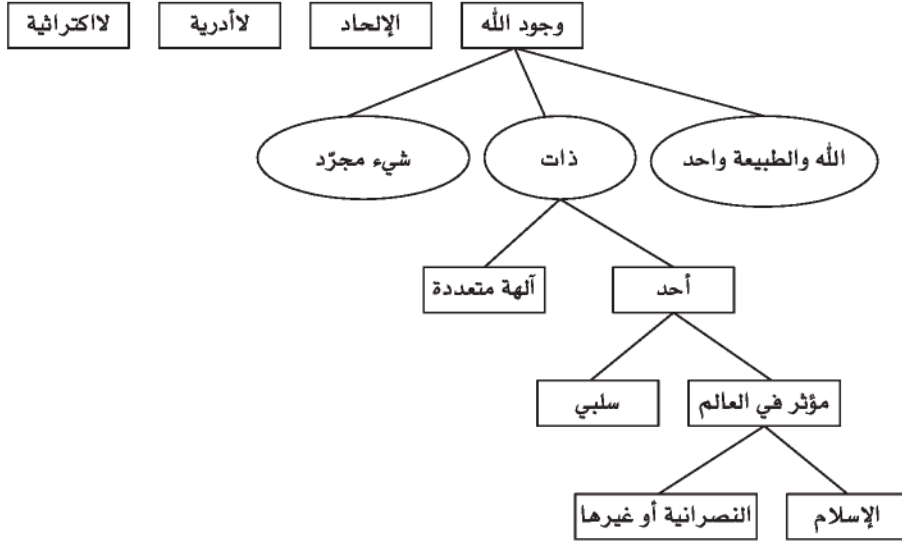 وجود الله
الإلحاد
لاأدرية
لااكتراثية
الله والطبيعة واحد
ذات
شيء مجرّد
أحد
آلهة متعددة
مؤثر في العالم
سلبي
الإسلام
النصرانية أو غيرها